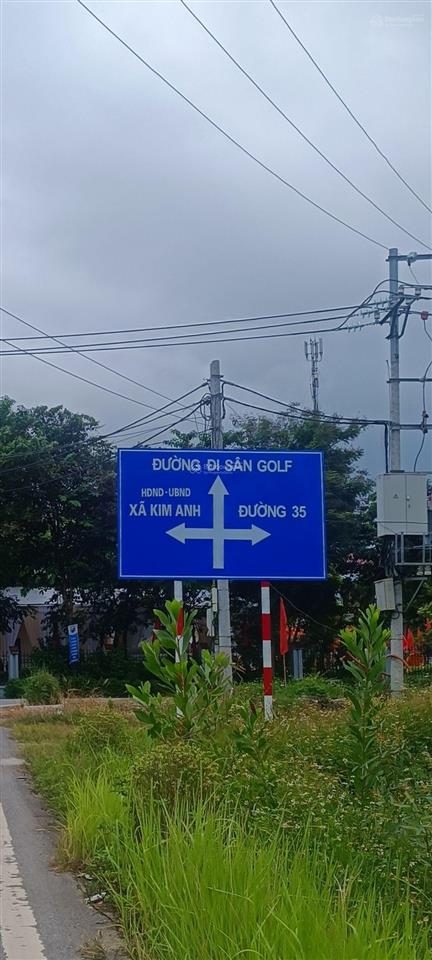 ĐƯỜNG ĐI SÂN GOLF
HĐND-UBND
XÃ KIM ANH
ĐƯỜNG 35